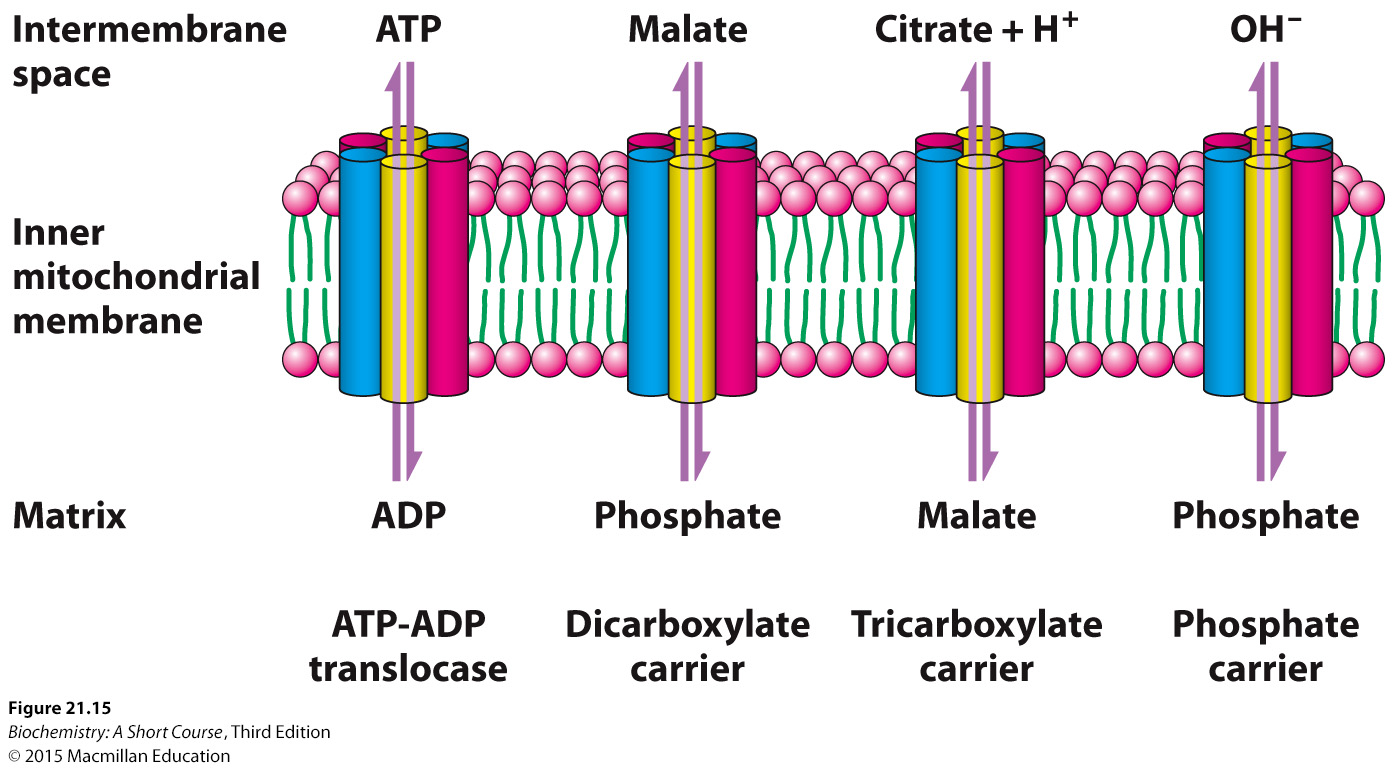 Intermembrane space
ATP
Malate
Citrate + H⁺
OH⁻
Inner
mitochondrial
membrane
Matrix
ADP
Phosphate
Malate
Phosphate
ATP-ADP
translocase
Dicarboxylate
carrier
Tricarboxylate
carrier
Phosphate
carrier
Figure 21.15
Biochemistry: A Short Course, Third Edition
© 2015 Macmillan Education